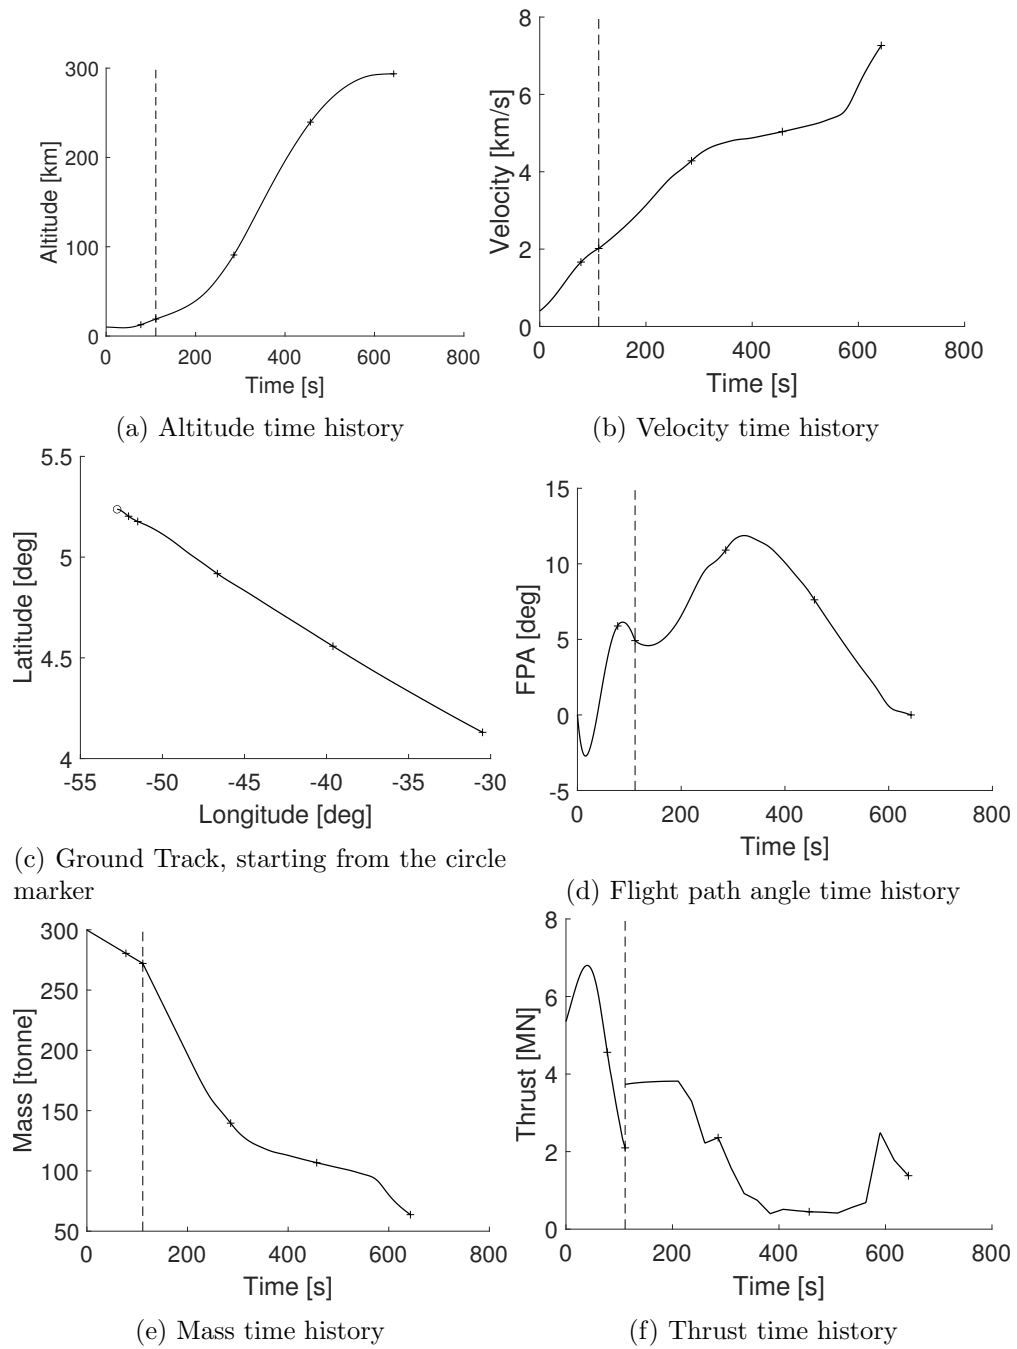 300
200
100
0
Altitude [km]
0 200 400 600 800
Time [s]
(a) Altitude time history
8
6
4
2
0
Velocity [km/s]
0 200 400 600 800
Time [s]
(b) Velocity time history
5.5
5
4.5
4
Latitude [deg]
-55 -50 -45 -40 -35 -30
Longitude [deg]
(c) Ground Track, starting from the circle
marker
15
10
5
0
-5
FPA [deg]
0 200 400 600 800
Time [s]
(d) Flight path angle time history
300
250
200
150
100
50
Mass [tonne]
0 200 400 600 800
Time [s]
(e) Mass time history
8
6
4
2
0
Thrust [MN]
0 200 400 600 800
Time [s]
(f) Thrust time history